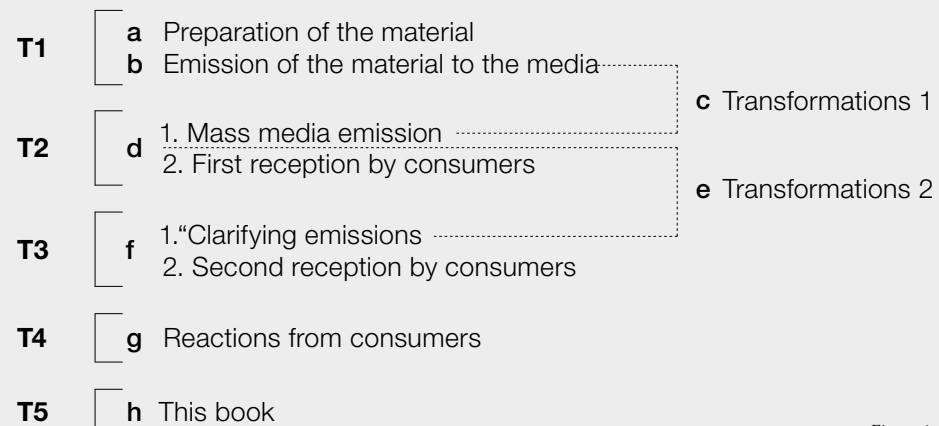 T1
a Preparation of the material
b Emission of the material to the media
c Transformations 1
T2
d
1. Mass media emission
2. First reception by consumers
e Transformations 2
T3
f
1.“Clarifying emissions
2. Second reception by consumers
T4
g Reactions from consumers
T5
h This book